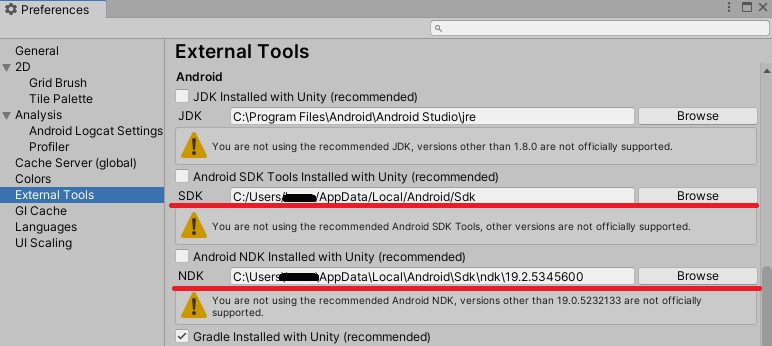 Preferences
General
2D
Grid Brush
Tile Palette
Analysis
Android Logcat Settings
Profiler
Cache Server (global)
Colors
External Tools
GI Cache
Languages
UI Scaling
External Tools
Android
JDK Installed with Unity (recommended)
JDK C:\Program Files\Android\Android Studio\jre Browse
You are not using the recommended JDK, versions other than 1.8.0 are not officially supported.
Android SDK Tools Installed with Unity (recommended)
SDK C:/Users/ /AppData/Local/Android/Sdk Browse
You are not using the recommended Android SDK Tools, other versions are not officially supported.
Android NDK Installed with Unity (recommended)
NDK C:\Users\ AppData\Local\Android\Sdk\ndk\19.2.5345600 Browse
You are not using the recommended Android NDK, versions other than 19.0.5232133 are not officially
supported.
Gradle Installed with Unity (recommended)